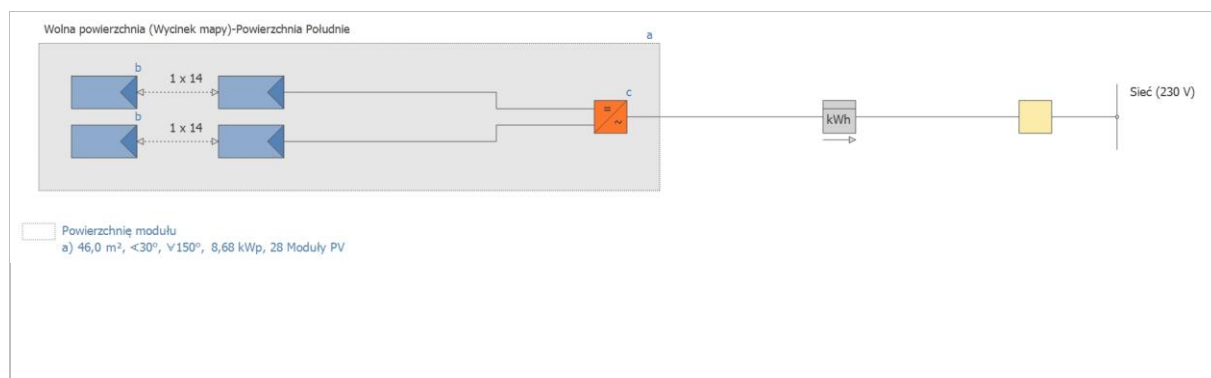 Wolna powierzchnia (Wycinek mapy)-Powierzchnia Południe
a
b
1 x 14
b
1 x 14
c
=
~
kWh
Sieć (230 V)
Powierzchnię modułu
a) 46,0 m², ∢30°, ∀150°, 8,68 kWp, 28 Moduły PV